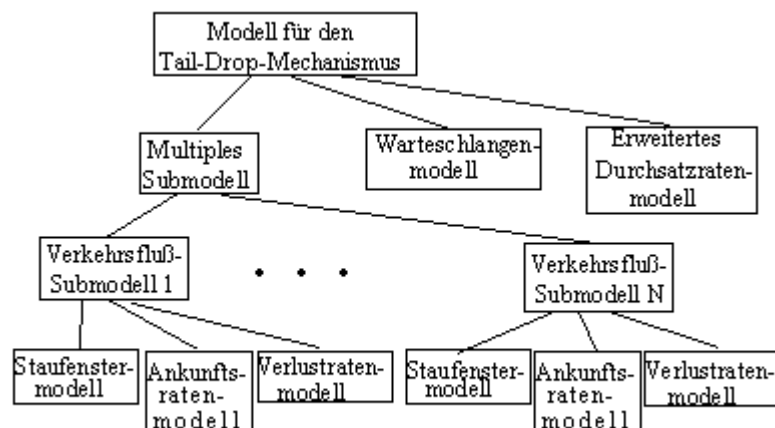 Modell für den
Tail-Drop-Mechanismus
Multiples
Submodell
Warteschlangen-
modell
Erweitertes
Durchsatzraten-
modell
Verkehrsfluß-
Submodell 1
• • •
Verkehrsfluß-
Submodell N
Staufenster-
modell
Ankunfts-
raten-
modell
Verlustraten-
modell
Staufenster-
modell
Ankunfts-
raten-
modell
Verlustraten-
modell